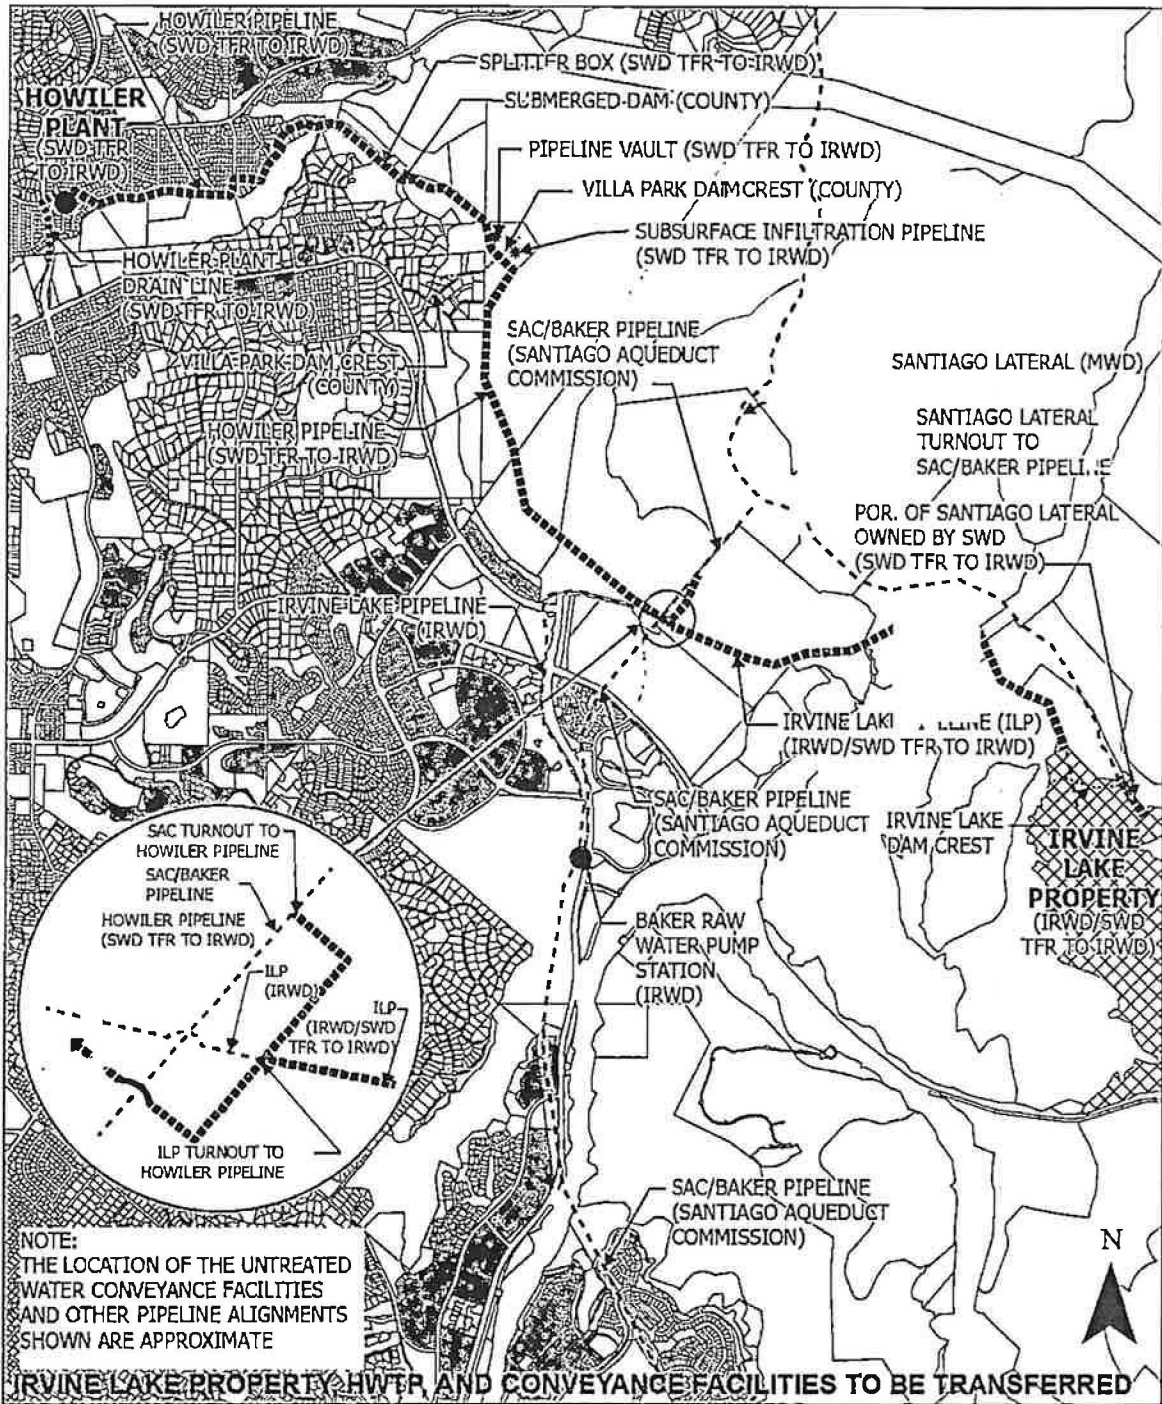 HOWILER PIPELINE
(SWD TFR TO IRWD)
SPLITTER BOX (SWD TFR TO IRWD)
SUBMERGED DAM (COUNTY)
HOWILER
PLANT
(SWD TFR
TO IRWD)
PIPELINE VAULT (SWD TFR TO IRWD)
VILLA PARK DAM CREST (COUNTY)
SUBSURFACE INFILTRATION PIPELINE
(SWD TFR TO IRWD)
HOWILER PLANT
DRAIN LINE
(SWD TFR TO IRWD)
SAC/BAKER PIPELINE
(SANTIAGO AQUEDUCT
COMMISSION)
VILLA PARK DAM CREST
(COUNTY)
SANTIAGO LATERAL (MWD)
SANTIAGO LATERAL
TURNOUT TO
SAC/BAKER PIPELINE
HOWILER PIPELINE
(SWD TFR TO IRWD)
POR. OF SANTIAGO LATERAL
OWNED BY SWD
(SWD TFR TO IRWD)
IRVINE LAKE PIPELINE
(IRWD)
IRVINE LAKE PIPELINE (ILP)
(IRWD/SWD TFR TO IRWD)
SAC/BAKER PIPELINE
(SANTIAGO AQUEDUCT
COMMISSION)
IRVINE LAKE
DAM CREST
IRVINE
LAKE
PROPERTY
(IRWD/SWD
TFR TO IRWD)
SAC TURNOUT TO
HOWILER PIPELINE
SAC/BAKER
PIPELINE
HOWILER PIPELINE
(SWD TFR TO IRWD)
ILP
(IRWD)
ILP
(IRWD/SWD
TFR TO IRWD)
ILP TURNOUT TO
HOWILER PIPELINE
BAKER RAW
WATER PUMP
STATION
(IRWD)
SAC/BAKER PIPELINE
(SANTIAGO AQUEDUCT
COMMISSION)
N
NOTE:
THE LOCATION OF THE UNTREATED
WATER CONVEYANCE FACILITIES
AND OTHER PIPELINE ALIGNMENTS
SHOWN ARE APPROXIMATE
IRVINE LAKE PROPERTY, HWTP, AND CONVEYANCE FACILITIES TO BE TRANSFERRED